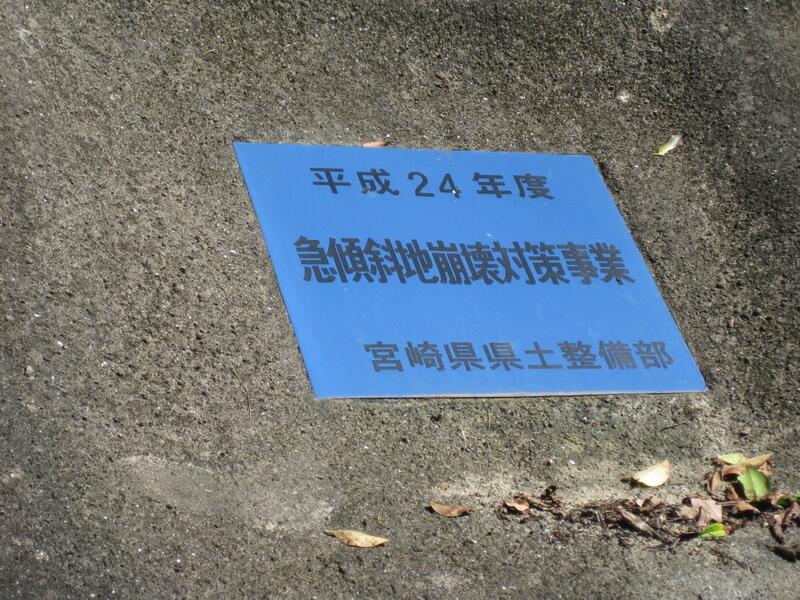 平成24年度
急傾斜地崩壊対策事業
宮崎県県土整備部